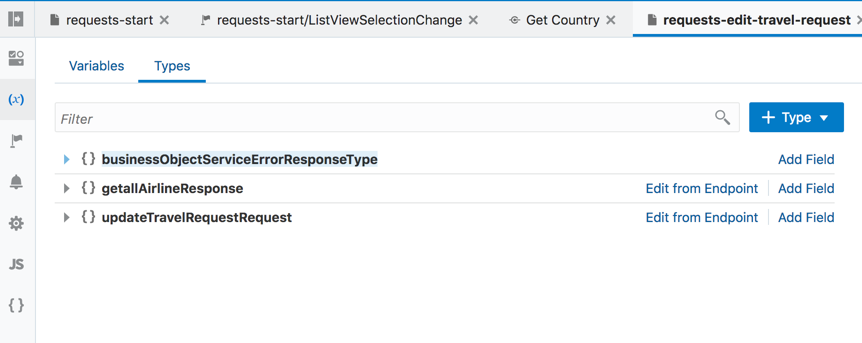 requests-start
requests-start/ListViewSelectionChange
Get Country
requests-edit-travel-request
Variables
Types
Filter
+ Type
(x)
{ } businessObjectServiceErrorResponseType Add Field
{ } getallAirlineResponse Edit from Endpoint Add Field
{ } updateTravelRequestRequest Edit from Endpoint Add Field
JS
{ }